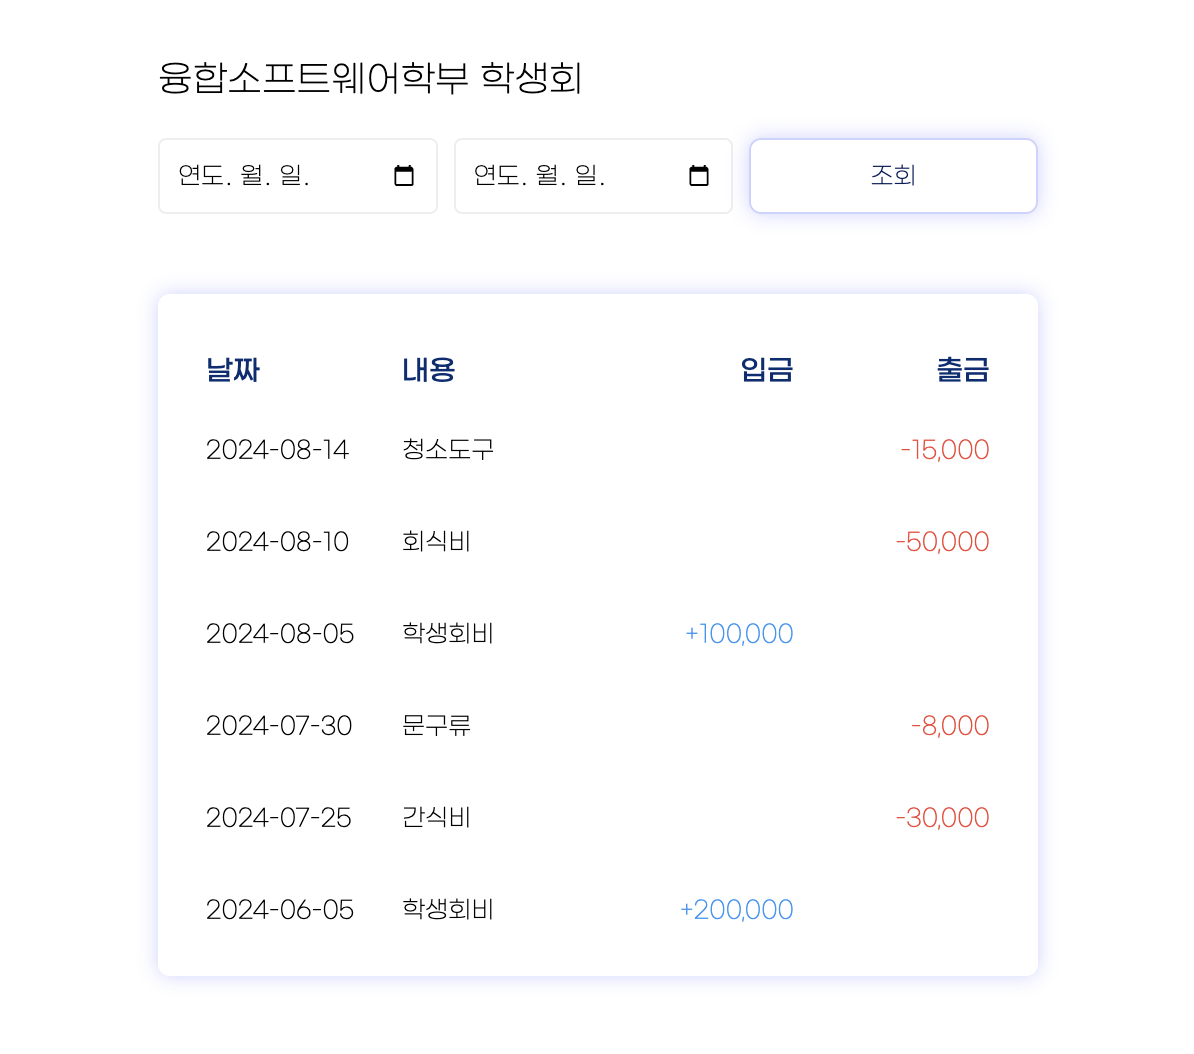 융합소프트웨어학부 학생회
연도. 월. 일. 연도. 월. 일. 조회
날짜 내용 입금 출금
2024-08-14 청소도구 -15,000
2024-08-10 회식비 -50,000
2024-08-05 학생회비 +100,000
2024-07-30 문구류 -8,000
2024-07-25 간식비 -30,000
2024-06-05 학생회비 +200,000